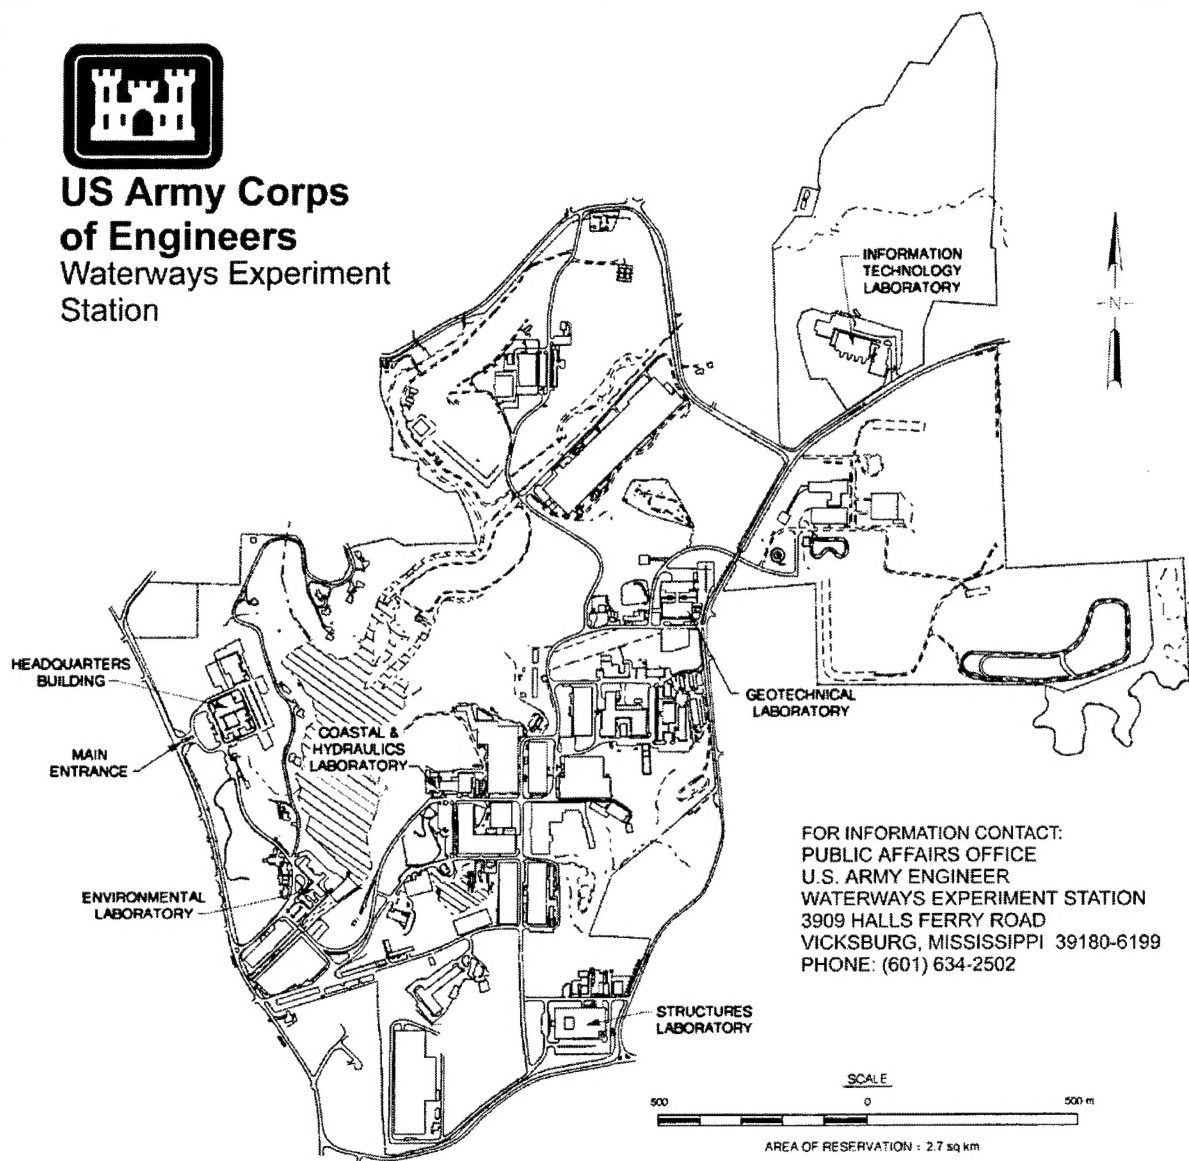 US Army Corps
of Engineers
Waterways Experiment
Station
INFORMATION
TECHNOLOGY
LABORATORY
N
HEADQUARTERS
BUILDING
MAIN
ENTRANCE
COASTAL &
HYDRAULICS
LABORATORY
GEOTECHNICAL
LABORATORY
ENVIRONMENTAL
LABORATORY
STRUCTURES
LABORATORY
FOR INFORMATION CONTACT:
PUBLIC AFFAIRS OFFICE
U.S. ARMY ENGINEER
WATERWAYS EXPERIMENT STATION
3909 HALLS FERRY ROAD
VICKSBURG, MISSISSIPPI 39180-6199
PHONE: (601) 634-2502
SCALE
500 0 500 m
AREA OF RESERVATION : 2.7 sq km